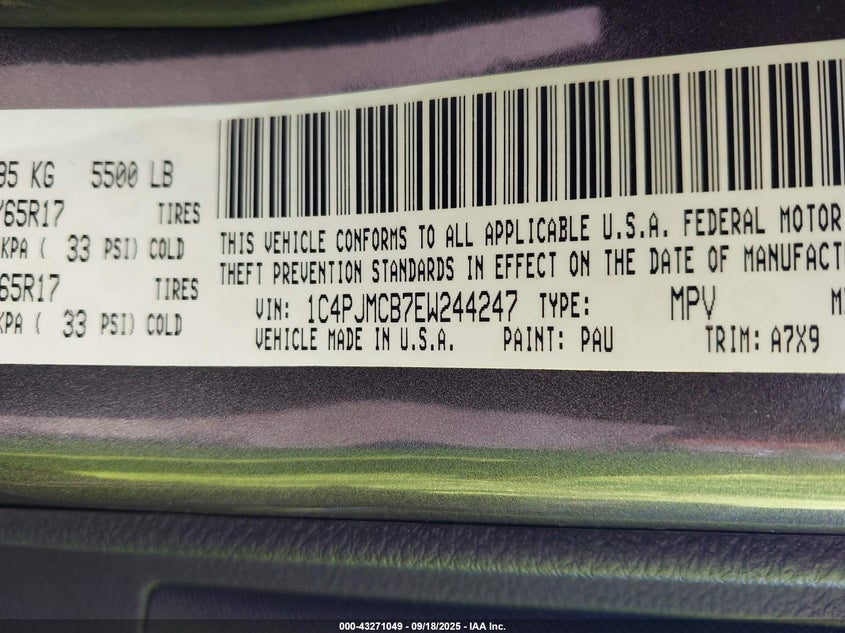 95 KG 5500 LB
65R17 TIRES
KPA ( 33 PSI) COLD
65R17 TIRES
KPA ( 33 PSI) COLD
THIS VEHICLE CONFORMS TO ALL APPLICABLE U.S.A. FEDERAL MOTOR
THEFT PREVENTION STANDARDS IN EFFECT ON THE DATE OF MANUFACT
VIN: 1C4PJMCB7EW244247 TYPE: MPV
VEHICLE MADE IN U.S.A. PAINT: PAU TRIM: A7X9
000-43271049 - 09/18/2025 - IAA Inc.